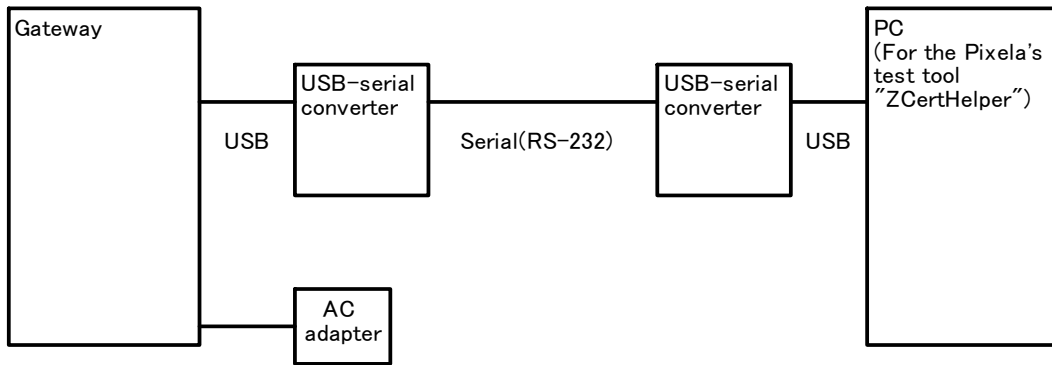 Gateway
USB-serial
converter
USB
Serial(RS-232)
USB-serial
converter
USB
PC
(For the Pixela's
test tool
"ZCertHelper")
AC
adapter